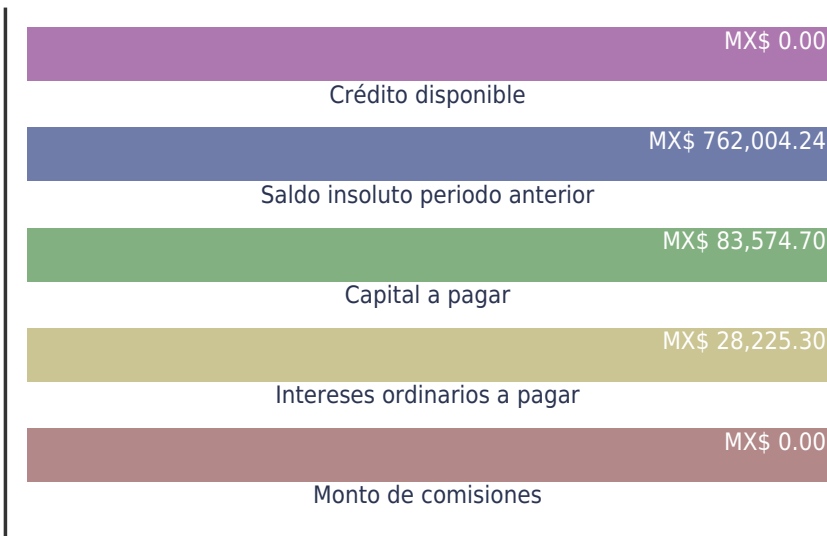 MX$ 0.00
Crédito disponible
MX$ 762,004.24
Saldo insoluto periodo anterior
MX$ 83,574.70
Capital a pagar
MX$ 28,225.30
Intereses ordinarios a pagar
MX$ 0.00
Monto de comisiones